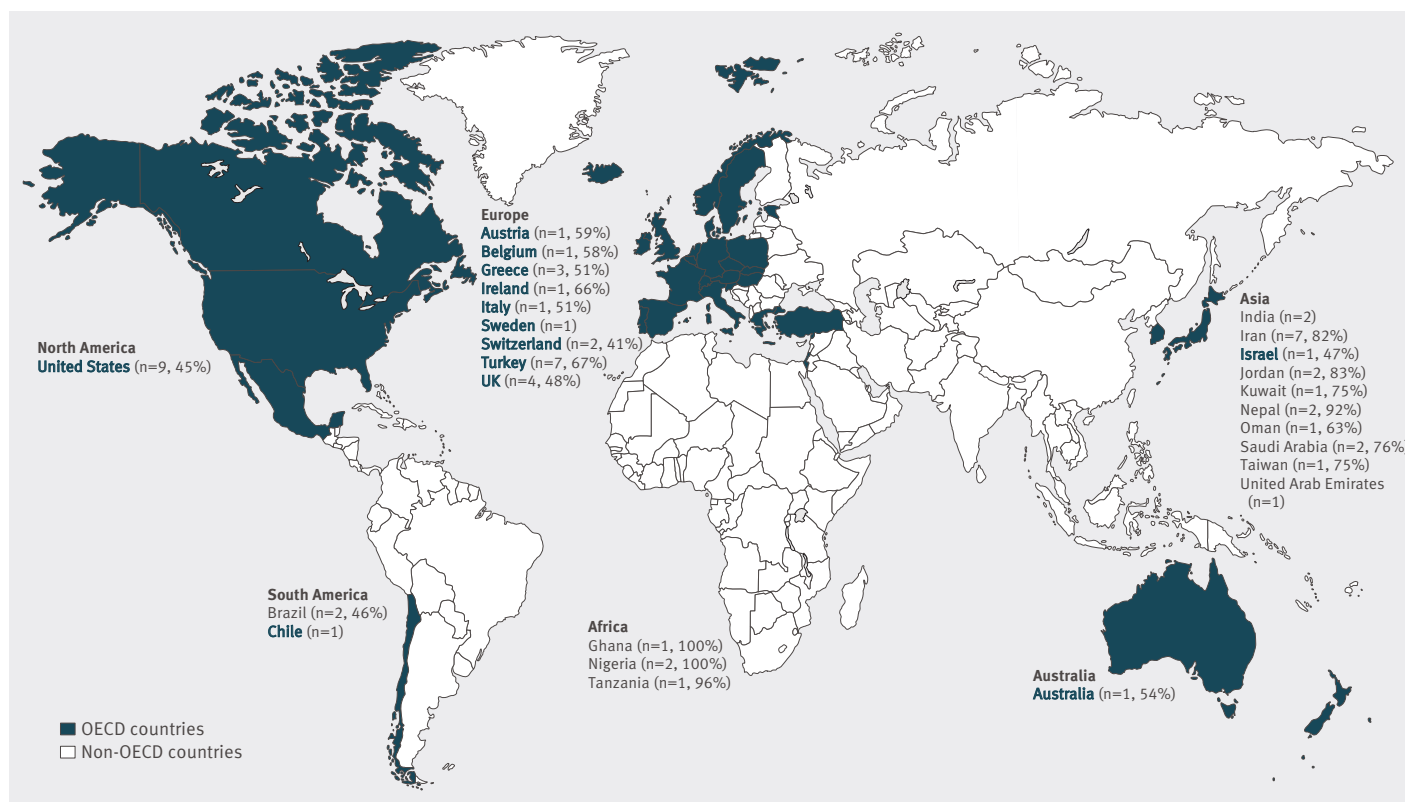 Europe
Austria (n=1, 59%)
Belgium (n=1, 58%)
Greece (n=3, 51%)
Ireland (n=1, 66%)
Italy (n=1, 51%)
Sweden (n=1)
Switzerland (n=2, 41%)
Turkey (n=7, 67%)
UK (n=4, 48%)
North America
United States (n=9, 45%)
Asia
India (n=2)
Iran (n=7, 82%)
Israel (n=1, 47%)
Jordan (n=2, 83%)
Kuwait (n=1, 75%)
Nepal (n=2, 92%)
Oman (n=1, 63%)
Saudi Arabia (n=2, 76%)
Taiwan (n=1, 75%)
United Arab Emirates
(n=1)
South America
Brazil (n=2, 46%)
Chile (n=1)
Africa
Ghana (n=1, 100%)
Nigeria (n=2, 100%)
Tanzania (n=1, 96%)
Australia
Australia (n=1, 54%)
OECD countries
Non-OECD countries